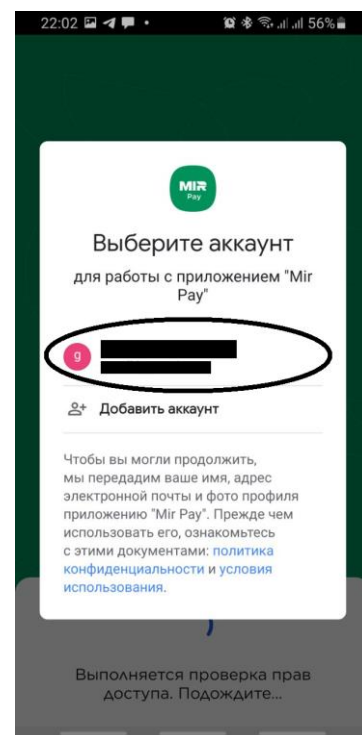 22:02 56%
MIR
Pay
Выберите аккаунт
для работы с приложением "Mir
Pay"
g
Добавить аккаунт
Чтобы вы могли продолжить,
мы передадим ваше имя, адрес
электронной почты и фото профиля
приложению "Mir Pay". Прежде чем
использовать его, ознакомьтесь
с этими документами: политика
конфиденциальности и условия
использования.
Выполняется проверка прав
доступа. Подождите...